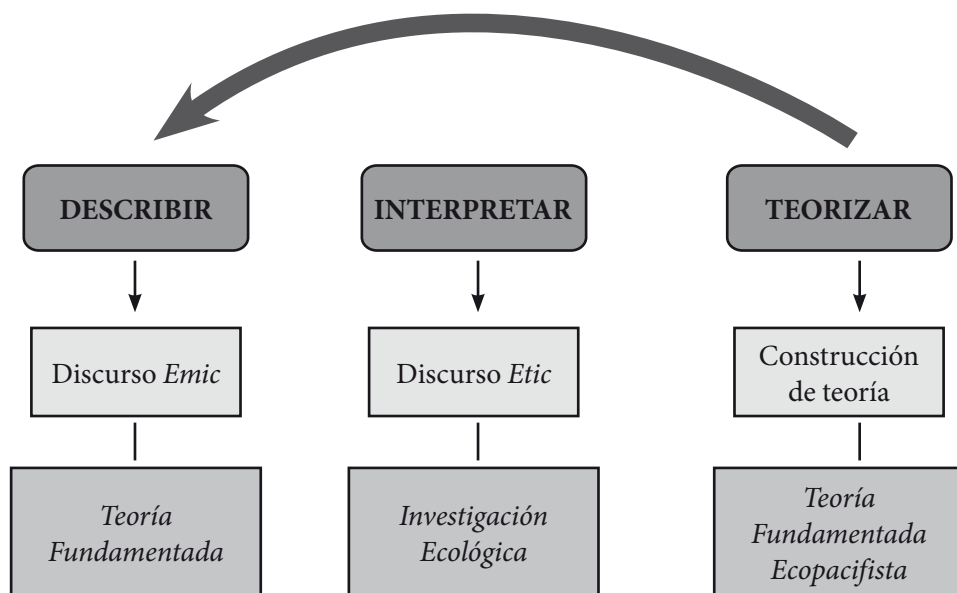 DESCRIBIR
INTERPRETAR
TEORIZAR
Discurso Emic
Discurso Etic
Construcción
de teoría
Teoría
Fundamentada
Investigación
Ecológica
Teoría
Fundamentada
Ecopacifista